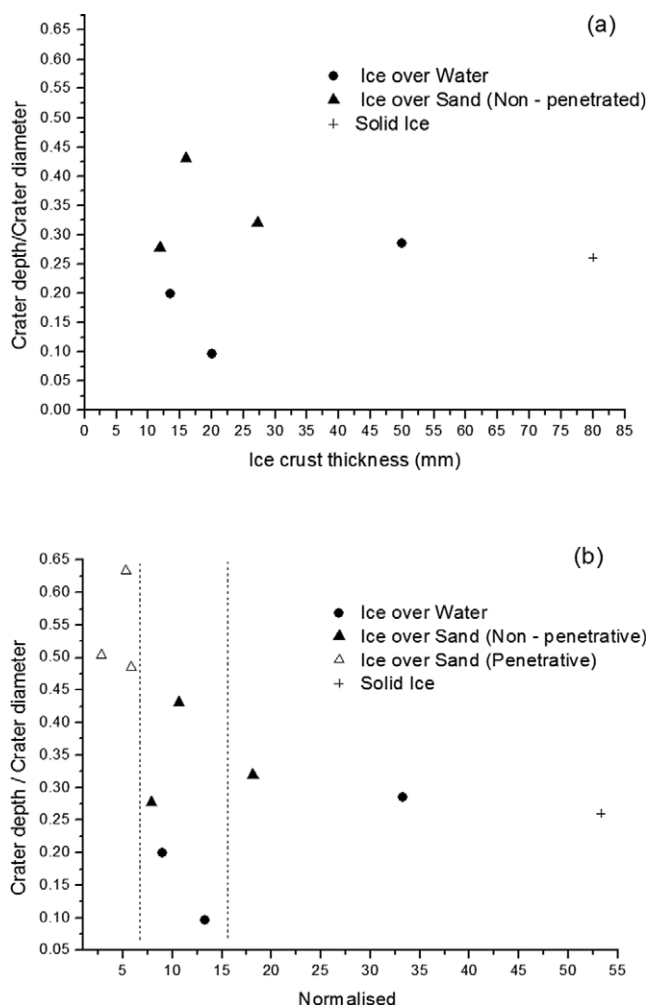 (a)
Ice over Water
Ice over Sand (Non - penetrated)
Solid Ice
Crater depth/Crater diameter
0.65
0.60
0.55
0.50
0.45
0.40
0.35
0.30
0.25
0.20
0.15
0.10
0.05
0.00
0 5 10 15 20 25 30 35 40 45 50 55 60 65 70 75 80 85
Ice crust thickness (mm)
(b)
Ice over Water
Ice over Sand (Non - penetrative)
Ice over Sand (Penetrative)
Solid Ice
Crater depth / Crater diameter
0.65
0.60
0.55
0.50
0.45
0.40
0.35
0.30
0.25
0.20
0.15
0.10
0.05
5 10 15 20 25 30 35 40 45 50 55
Normalised